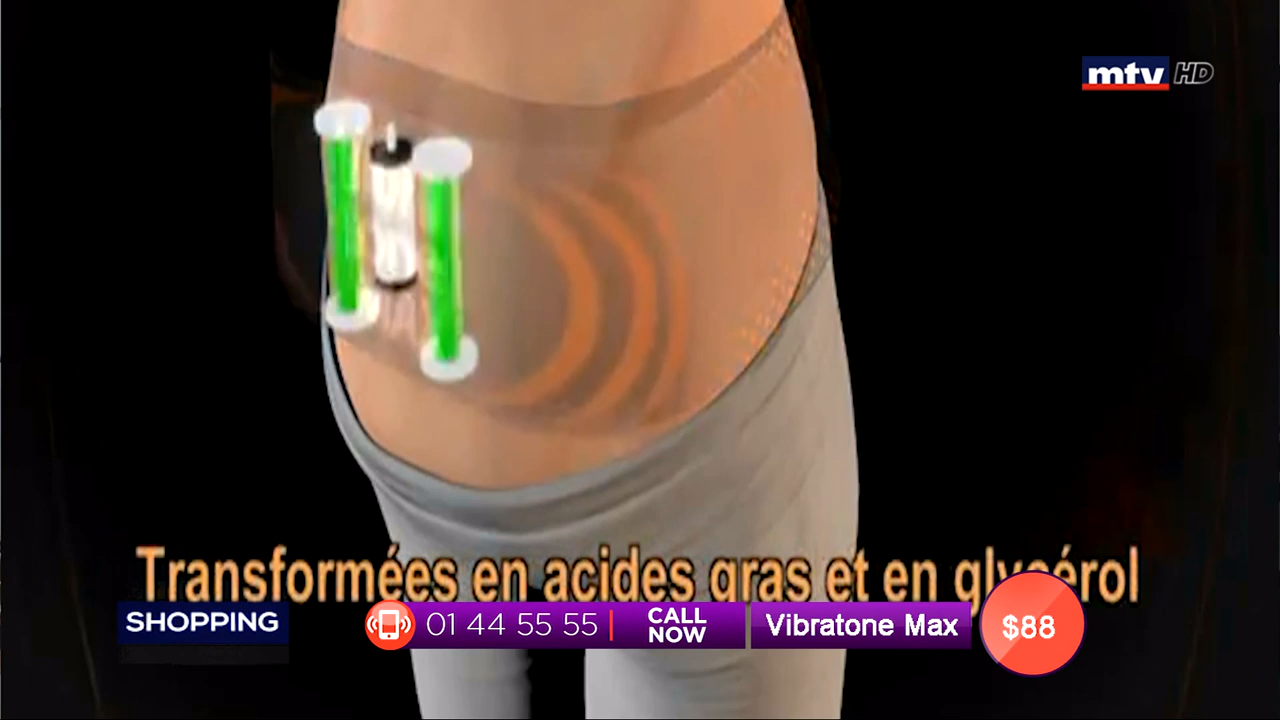 mtv HD
Transformées en acides gras et en glycérol
SHOPPING
01 44 55 55
CALL
NOW
Vibratone Max
$88